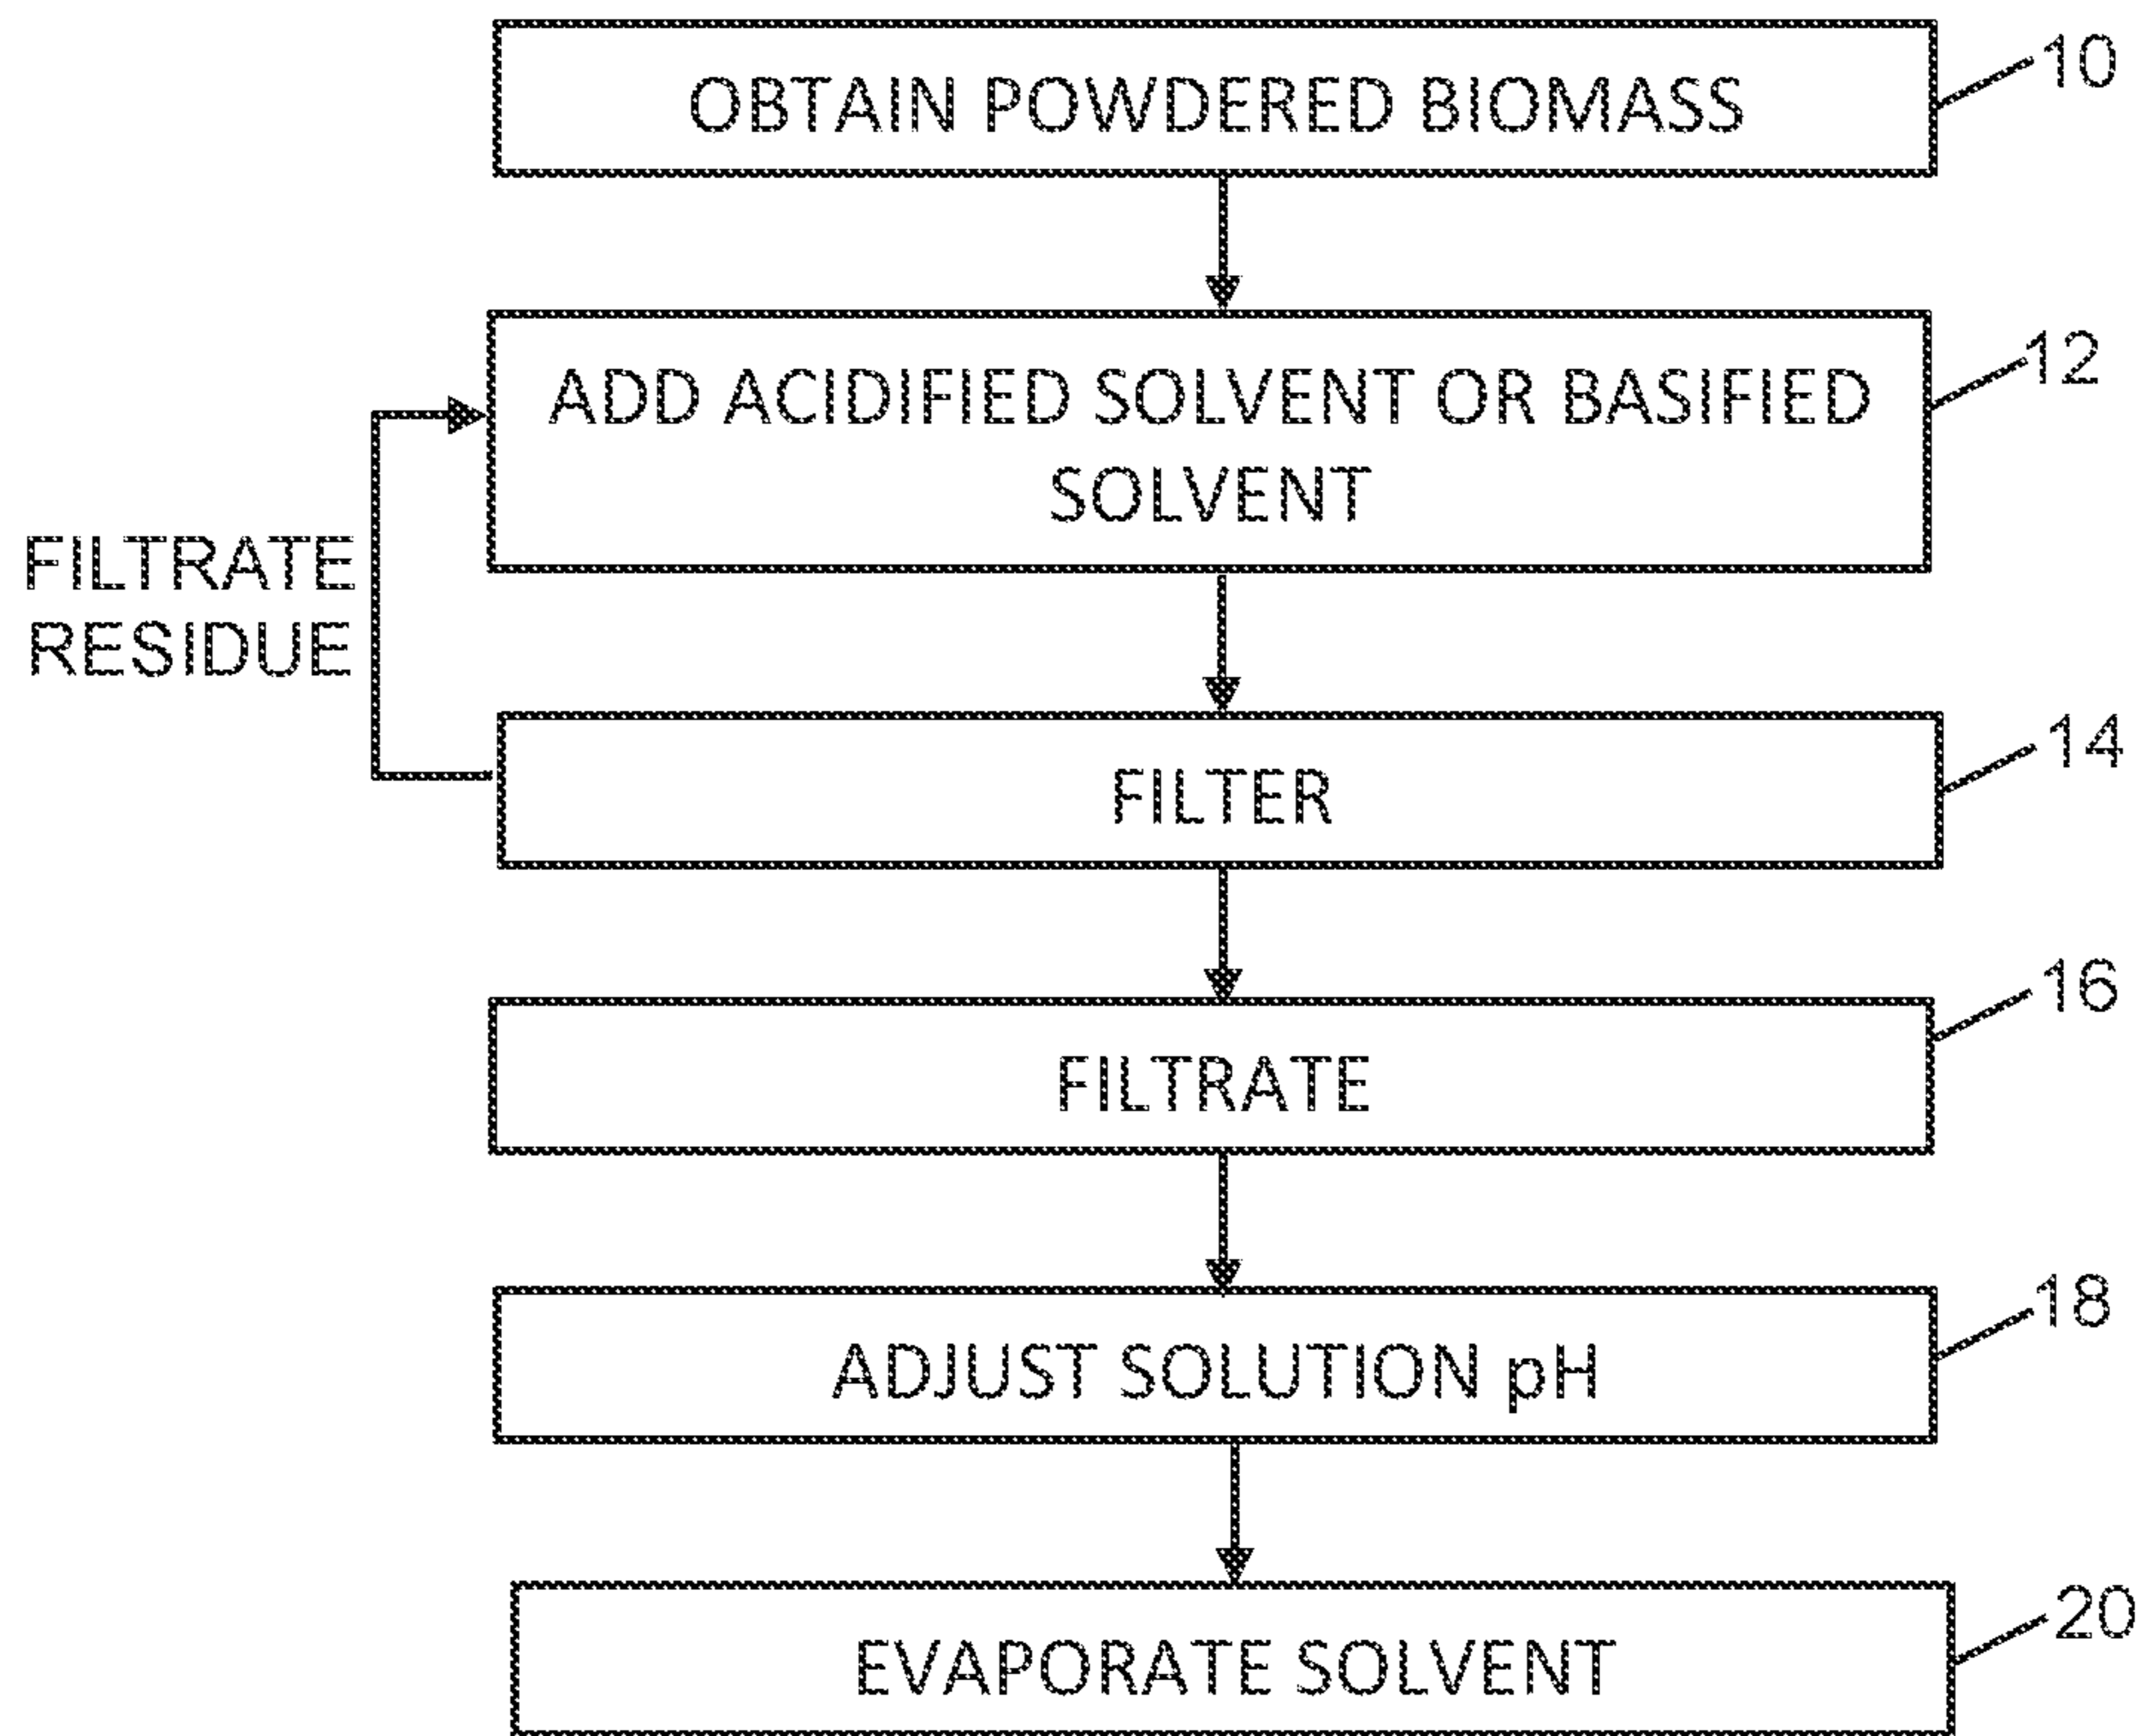 OBTAIN POWDERED BIOMASS
10
ADD ACIDIFIED SOLVENT OR BASIFIED
SOLVENT
12
FILTRATE
RESIDUE
FILTER
14
FILTRATE
16
ADJUST SOLUTION pH
18
EVAPORATE SOLVENT
20